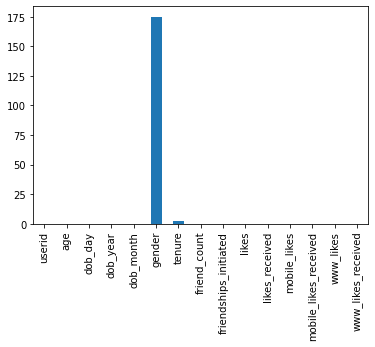 175
150
125
100
75
50
25
0
userid
age
dob_day
dob_year
dob_month
gender
tenure
friend_count
friendships_initiated
likes
likes_received
mobile_likes
mobile_likes_received
www_likes
www_likes_received